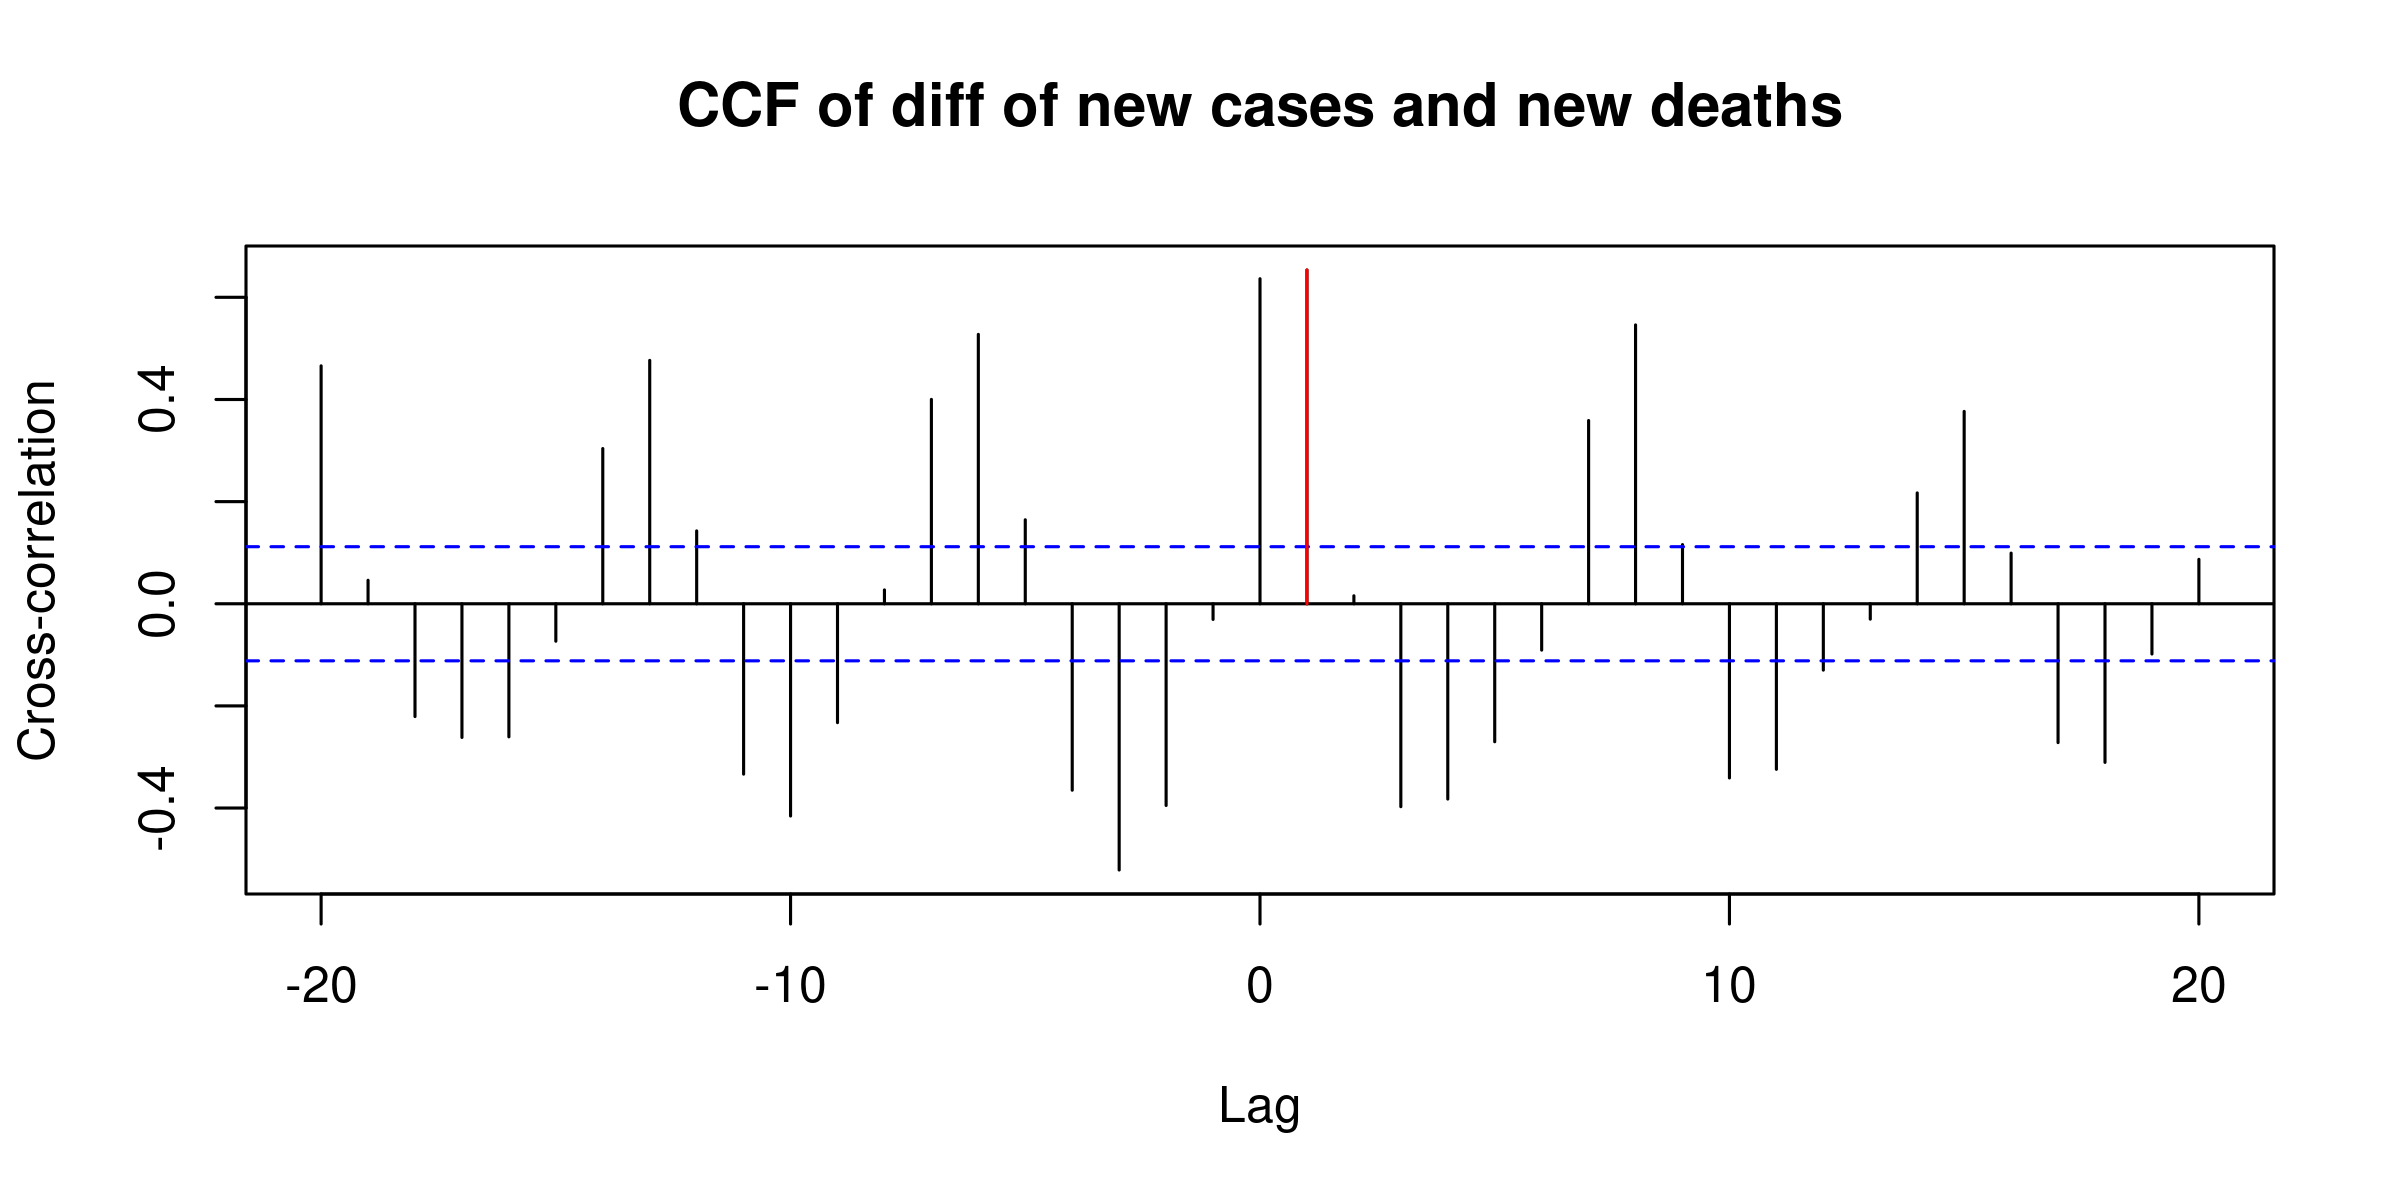 CCF of diff of new cases and new deaths
Cross-correlation
0.4
0.0
-0.4
-20 -10 0 10 20
Lag